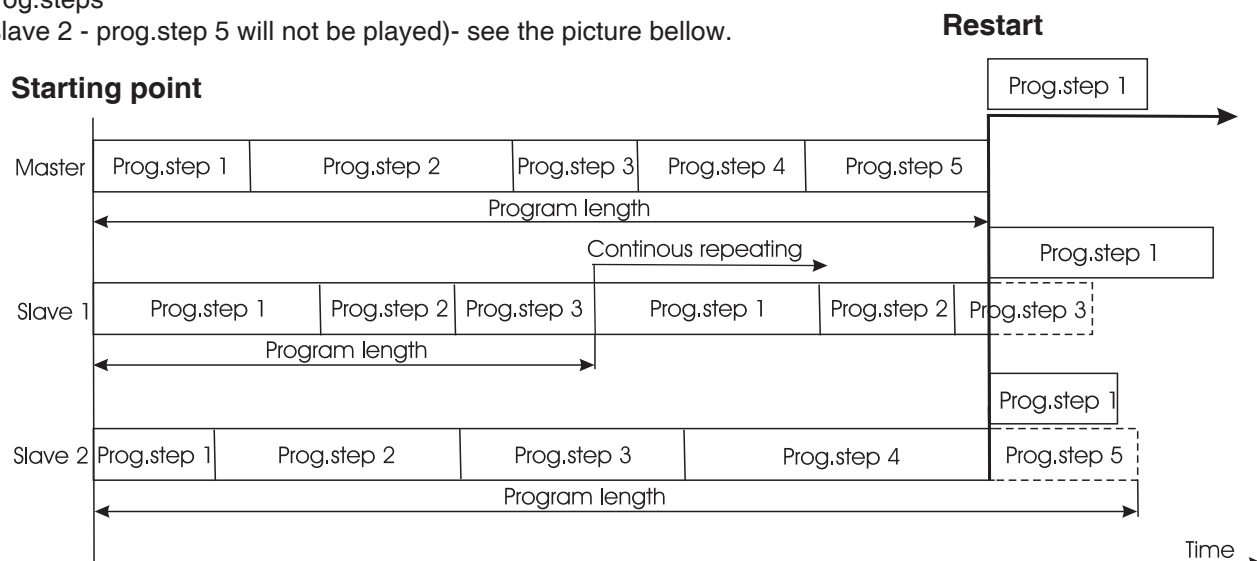 slave 2 - prog.step 5 will not be played)- see the picture bellow.
Restart
Starting point
Prog.step 1
Master
Prog.step 1
Prog.step 2
Prog.step 3
Prog.step 4
Prog.step 5
Program length
Continous repeating
Prog.step 1
Slave 1
Prog.step 1
Prog.step 2
Prog.step 3
Prog.step 1
Prog.step 2
Prog.step 3
Program length
Prog.step 1
Slave 2
Prog.step 1
Prog.step 2
Prog.step 3
Prog.step 4
Prog.step 5
Program length
Time